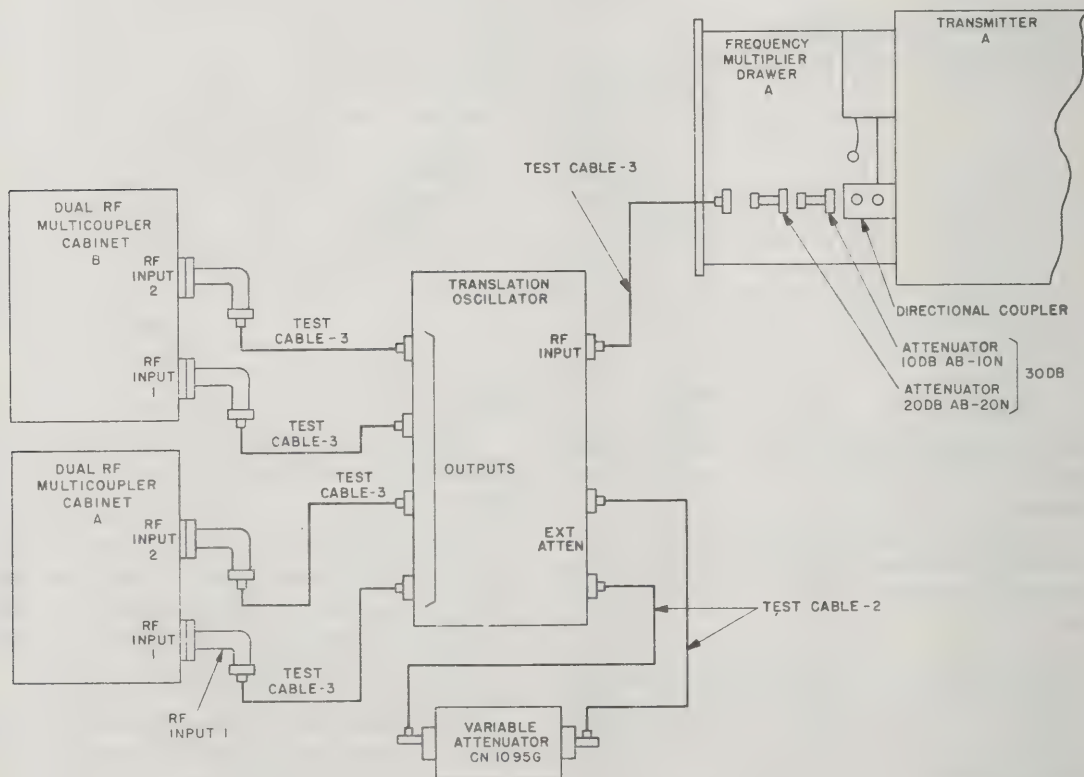 TRANSMITTER
A
FREQUENCY
MULTIPLIER
DRAWER
A
TEST CABLE-3
DUAL RF
MULTICOUPLER
CABINET
B
RF
INPUT
2
RF
INPUT
1
TEST
CABLE-3
TEST
CABLE-3
TRANSLATION
OSCILLATOR
RF
INPUT
OUTPUTS
EXT
ATTEN
DIRECTIONAL COUPLER
ATTENUATOR
10DB AB-10N
ATTENUATOR
20DB AB-20N
30DB
DUAL RF
MULTICOUPLER
CABINET
A
RF
INPUT
2
RF
INPUT
1
TEST
CABLE-3
TEST
CABLE-3
RF
INPUT 1
TEST CABLE-2
VARIABLE
ATTENUATOR
CN 1095G